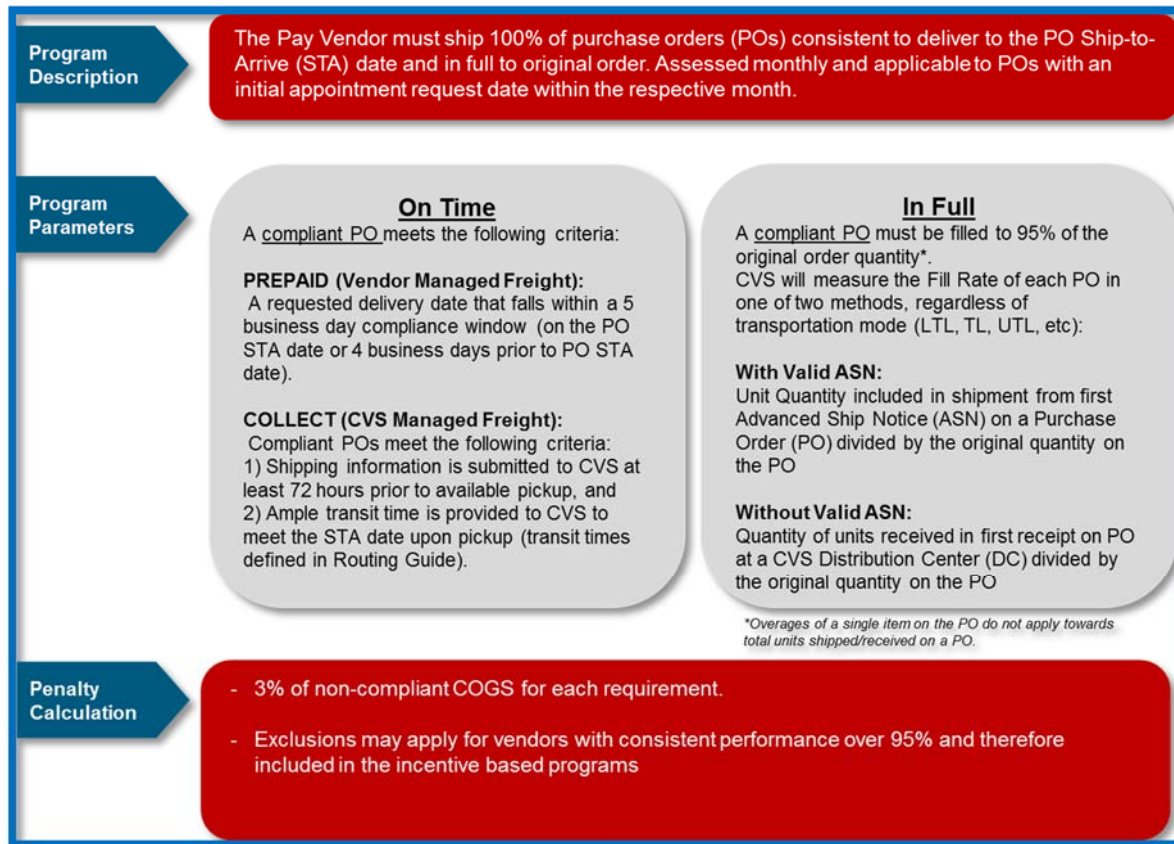 Program
Description
The Pay Vendor must ship 100% of purchase orders (POs) consistent to deliver to the PO Ship-to-
Arrive (STA) date and in full to original order. Assessed monthly and applicable to POs with an
initial appointment request date within the respective month.
Program
Parameters
On Time
A compliant PO meets the following criteria:
PREPAID (Vendor Managed Freight):
A requested delivery date that falls within a 5
business day compliance window (on the PO
STA date or 4 business days prior to PO STA
date).
COLLECT (CVS Managed Freight):
Compliant POs meet the following criteria:
1) Shipping information is submitted to CVS at
least 72 hours prior to available pickup, and
2) Ample transit time is provided to CVS to
meet the STA date upon pickup (transit times
defined in Routing Guide).
In Full
A compliant PO must be filled to 95% of the
original order quantity*.
CVS will measure the Fill Rate of each PO in
one of two methods, regardless of
transportation mode (LTL, TL, UTL, etc):
With Valid ASN:
Unit Quantity included in shipment from first
Advanced Ship Notice (ASN) on a Purchase
Order (PO) divided by the original quantity on
the PO
Without Valid ASN:
Quantity of units received in first receipt on PO
at a CVS Distribution Center (DC) divided by
the original quantity on the PO
*Overages of a single item on the PO do not apply towards
total units shipped/received on a PO.
Penalty
Calculation
- 3% of non-compliant COGS for each requirement.
- Exclusions may apply for vendors with consistent performance over 95% and therefore
included in the incentive based programs